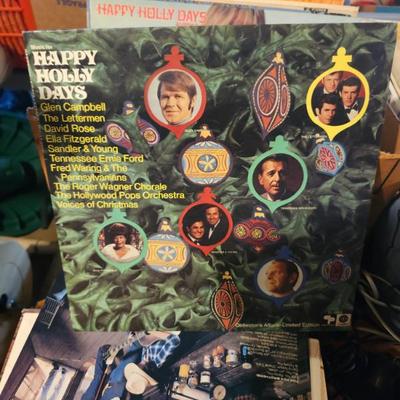 HAPPY HOLLY DAYS
Music for
HAPPY
HOLLY
DAYS
Glen Campbell
The Lettermen
David Rose
Ella Fitzgerald
Sandler & Young
Tennessee Ernie Ford
Fred Waring & The
Pennsylvanians
The Roger Wagner Chorale
The Hollywood Pops Orchestra
Voices of Christmas
Collector's Album-Limited Edition